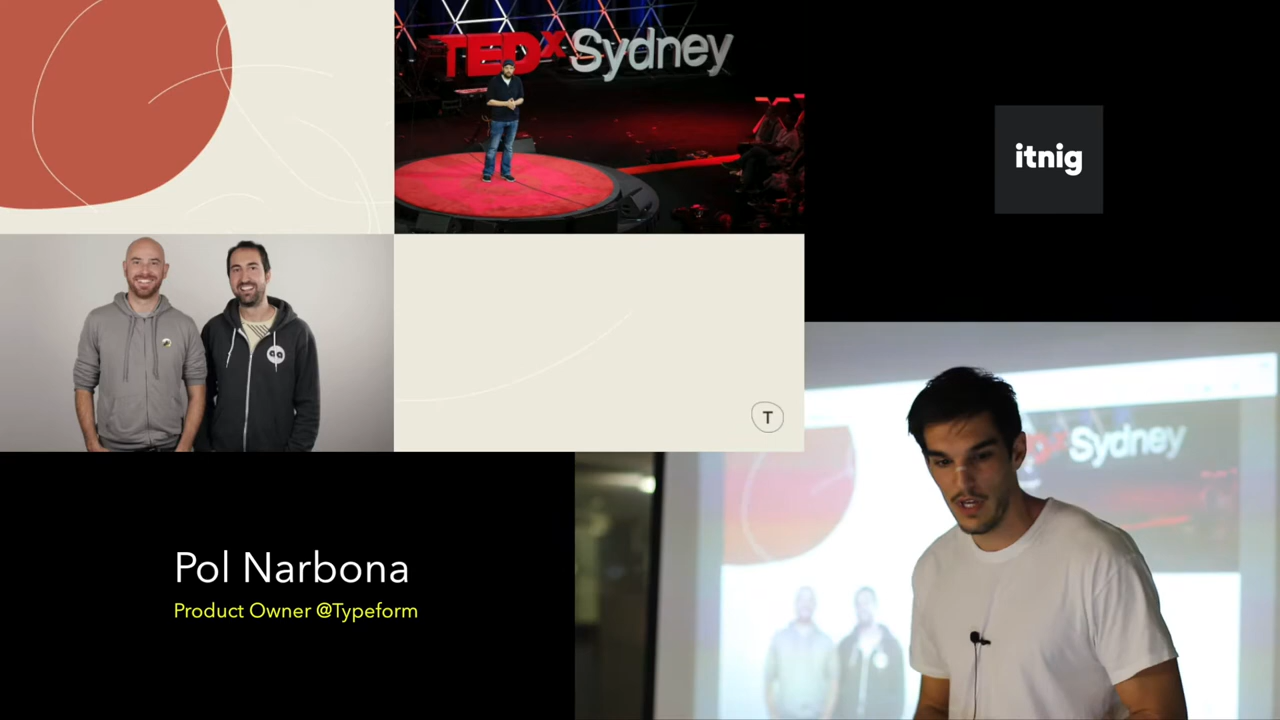 TEDxSydney
itnig
T
Sydney
Pol Narbona
Product Owner @Typeform